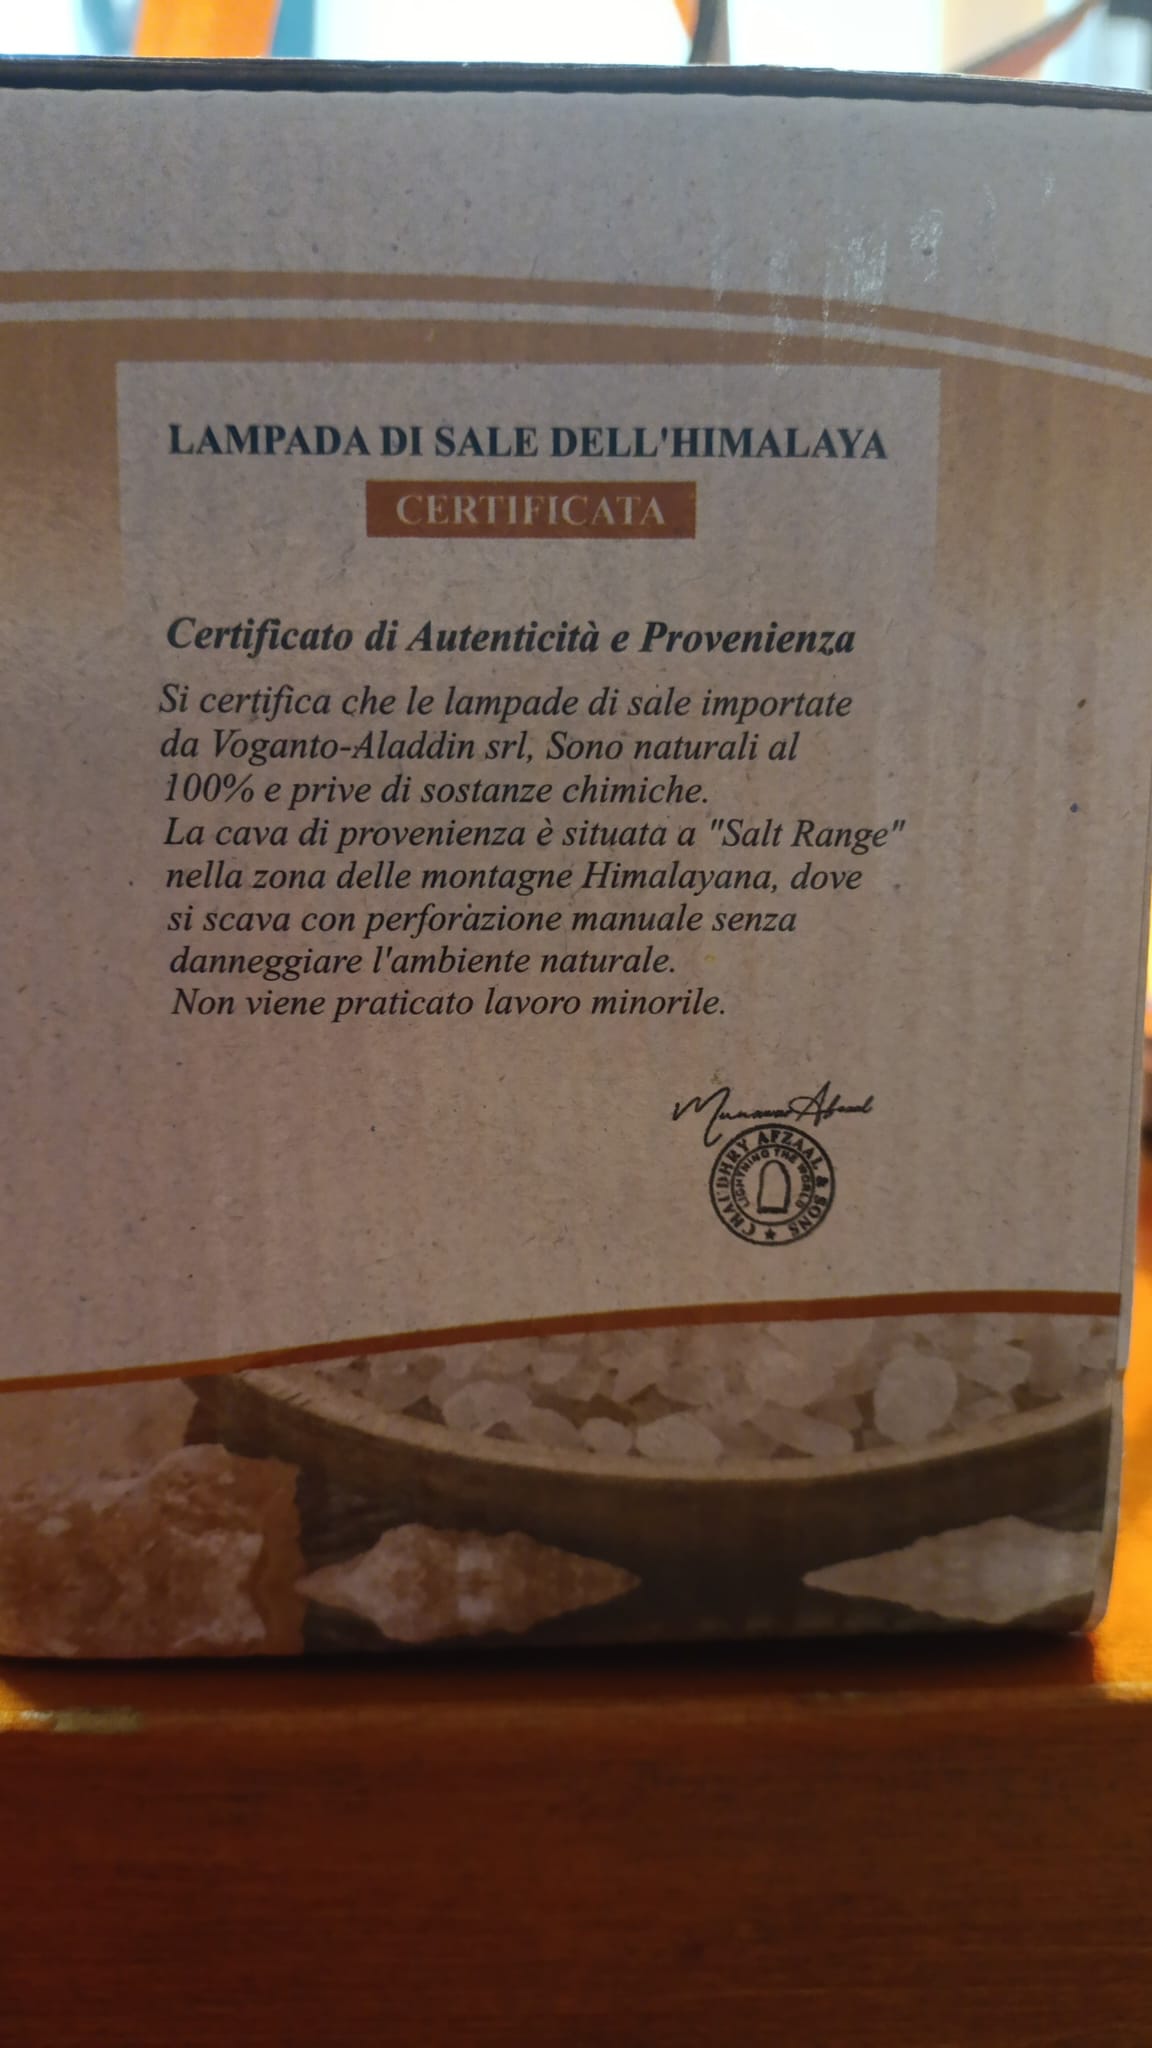 LAMPADA DI SALE DELL'HIMALAYA
CERTIFICATA
Certificato di Autenticità e Provenienza
Si certifica che le lampade di sale importate
da Voganto-Aladdin srl, Sono naturali al
100% e prive di sostanze chimiche.
La cava di provenienza è situata a "Salt Range"
nella zona delle montagne Himalayana, dove
si scava con perforazione manuale senza
danneggiare l'ambiente naturale.
Non viene praticato lavoro minorile.
CHAUDHRY AFZAAL & SONS
LIGHTNING THE WORLD